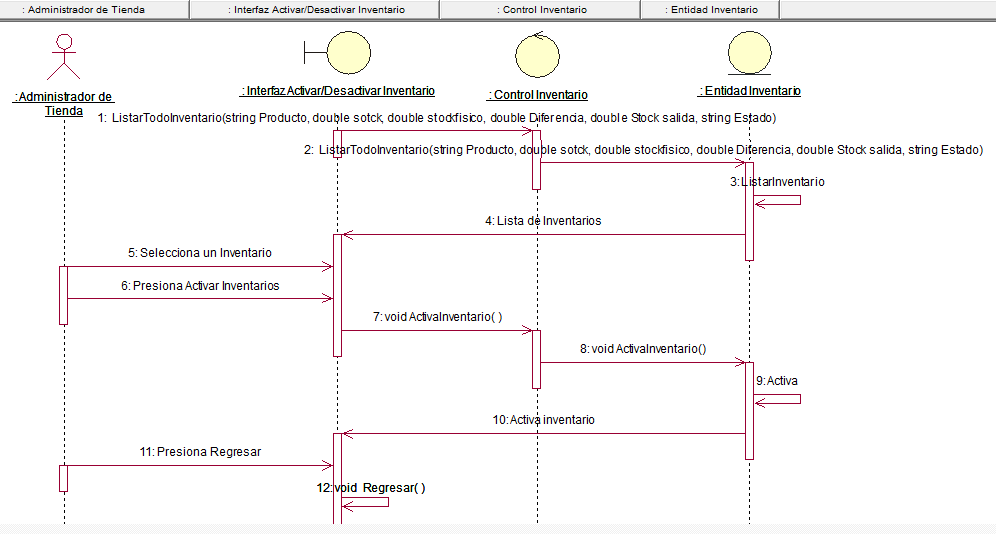 : Administrador de Tienda
: Interfaz Activar/Desactivar Inventario
: Control Inventario
: Entidad Inventario
:Administrador de
Tienda
:Interfaz Activar/Desactivar Inventario
:Control Inventario
:Entidad Inventario
1: ListarTodoInventario(string Producto, double sotck, double stockfisico, double Diferencia, double Stock salida, string Estado)
2: ListarTodoInventario(string Producto, double sotck, double stockfisico, double Diferencia, double Stock salida, string Estado)
3:ListarInventario
4: Lista de Inventarios
5: Selecciona un Inventario
6: Presiona Activar Inventarios
7: void ActivaInventario( )
8: void ActivaInventario()
9:Activa
10:Activa inventario
11: Presiona Regresar
12:void Regresar( )